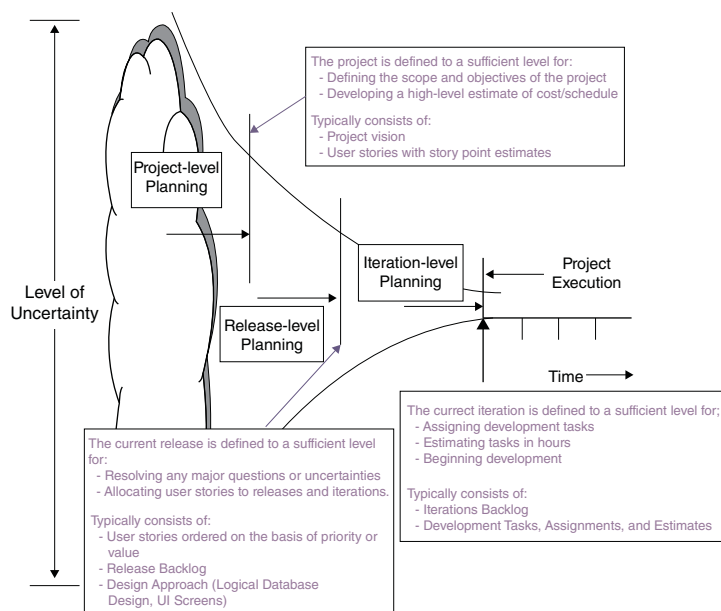 The project is defined to a sufficient level for:
- Defining the scope and objectives of the project
- Developing a high-level estimate of cost/schedule
Typically consists of:
- Project vision
- User stories with story point estimates
Project-level
Planning
Level of
Uncertainty
Iteration-level
Planning
Project
Execution
Release-level
Planning
Time
The current release is defined to a sufficient level
for:
- Resolving any major questions or uncertainties
- Allocating user stories to releases and iterations.
Typically consists of:
- User stories ordered on the basis of priority or
value
- Release Backlog
- Design Approach (Logical Database
Design, UI Screens)
The currect iteration is defined to a sufficient level for;
- Assigning development tasks
- Estimating tasks in hours
- Beginning development
Typically consists of:
- Iterations Backlog
- Development Tasks, Assignments, and Estimates